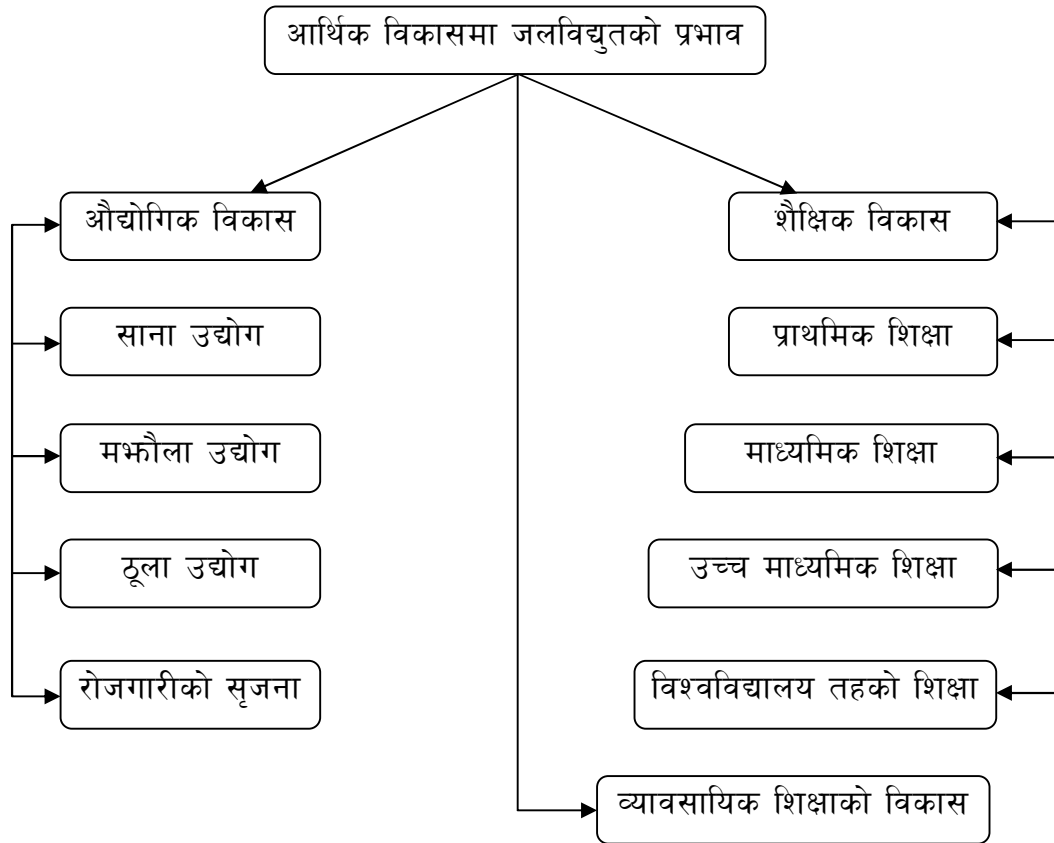 आर्थिक विकासमा जलविद्युतको प्रभाव
औद्योगिक विकास
साना उद्योग
मझौला उद्योग
ठूला उद्योग
रोजगारीको सृजना
शैक्षिक विकास
प्राथमिक शिक्षा
माध्यमिक शिक्षा
उच्च माध्यमिक शिक्षा
विश्वविद्यालय तहको शिक्षा
व्यावसायिक शिक्षाको विकास